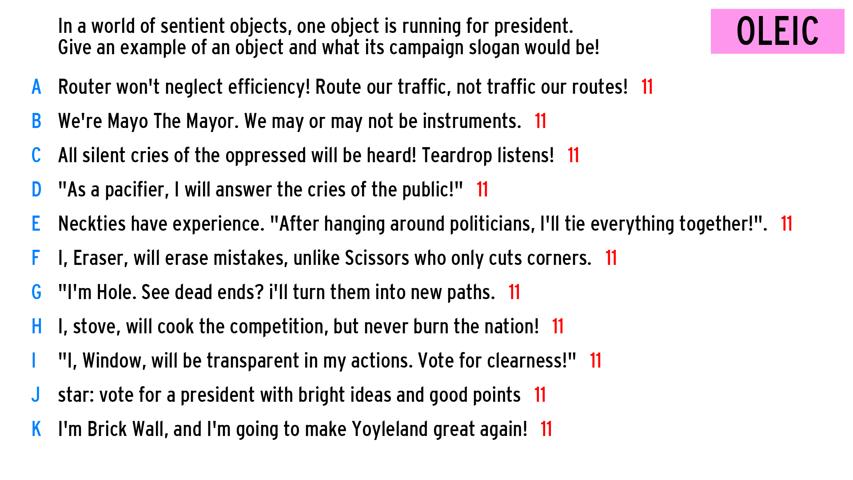 In a world of sentient objects, one object is running for president.
Give an example of an object and what its campaign slogan would be!
OLEIC
A Router won't neglect efficiency! Route our traffic, not traffic our routes! 11
B We're Mayo The Mayor. We may or may not be instruments. 11
C All silent cries of the oppressed will be heard! Teardrop listens! 11
D "As a pacifier, I will answer the cries of the public!" 11
E Neckties have experience. "After hanging around politicians, I'll tie everything together!". 11
F I, Eraser, will erase mistakes, unlike Scissors who only cuts corners. 11
G "I'm Hole. See dead ends? i'll turn them into new paths. 11
H I, stove, will cook the competition, but never burn the nation! 11
I "I, Window, will be transparent in my actions. Vote for clearness!" 11
J star: vote for a president with bright ideas and good points 11
K I'm Brick Wall, and I'm going to make Yoyleland great again! 11